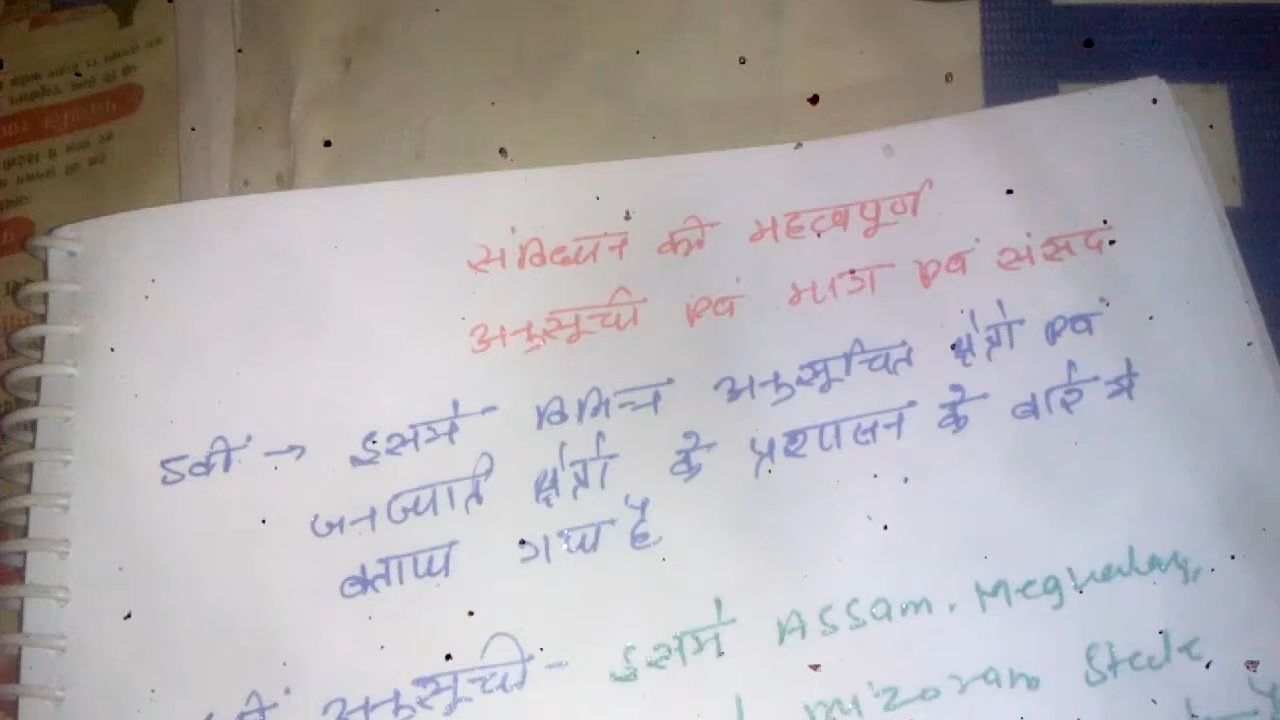 संविधान की महत्वपूर्ण
अनुसूची एवं भाग एवं संसद
5वीं → इसमें विभिन्न अनुसूचित क्षेत्रों एवं
जनज्याती क्षेत्रों के प्रशासन के बारे में
बताया गया है
अनुसूची - इसमें Assam, Meghalay,
mizoram State